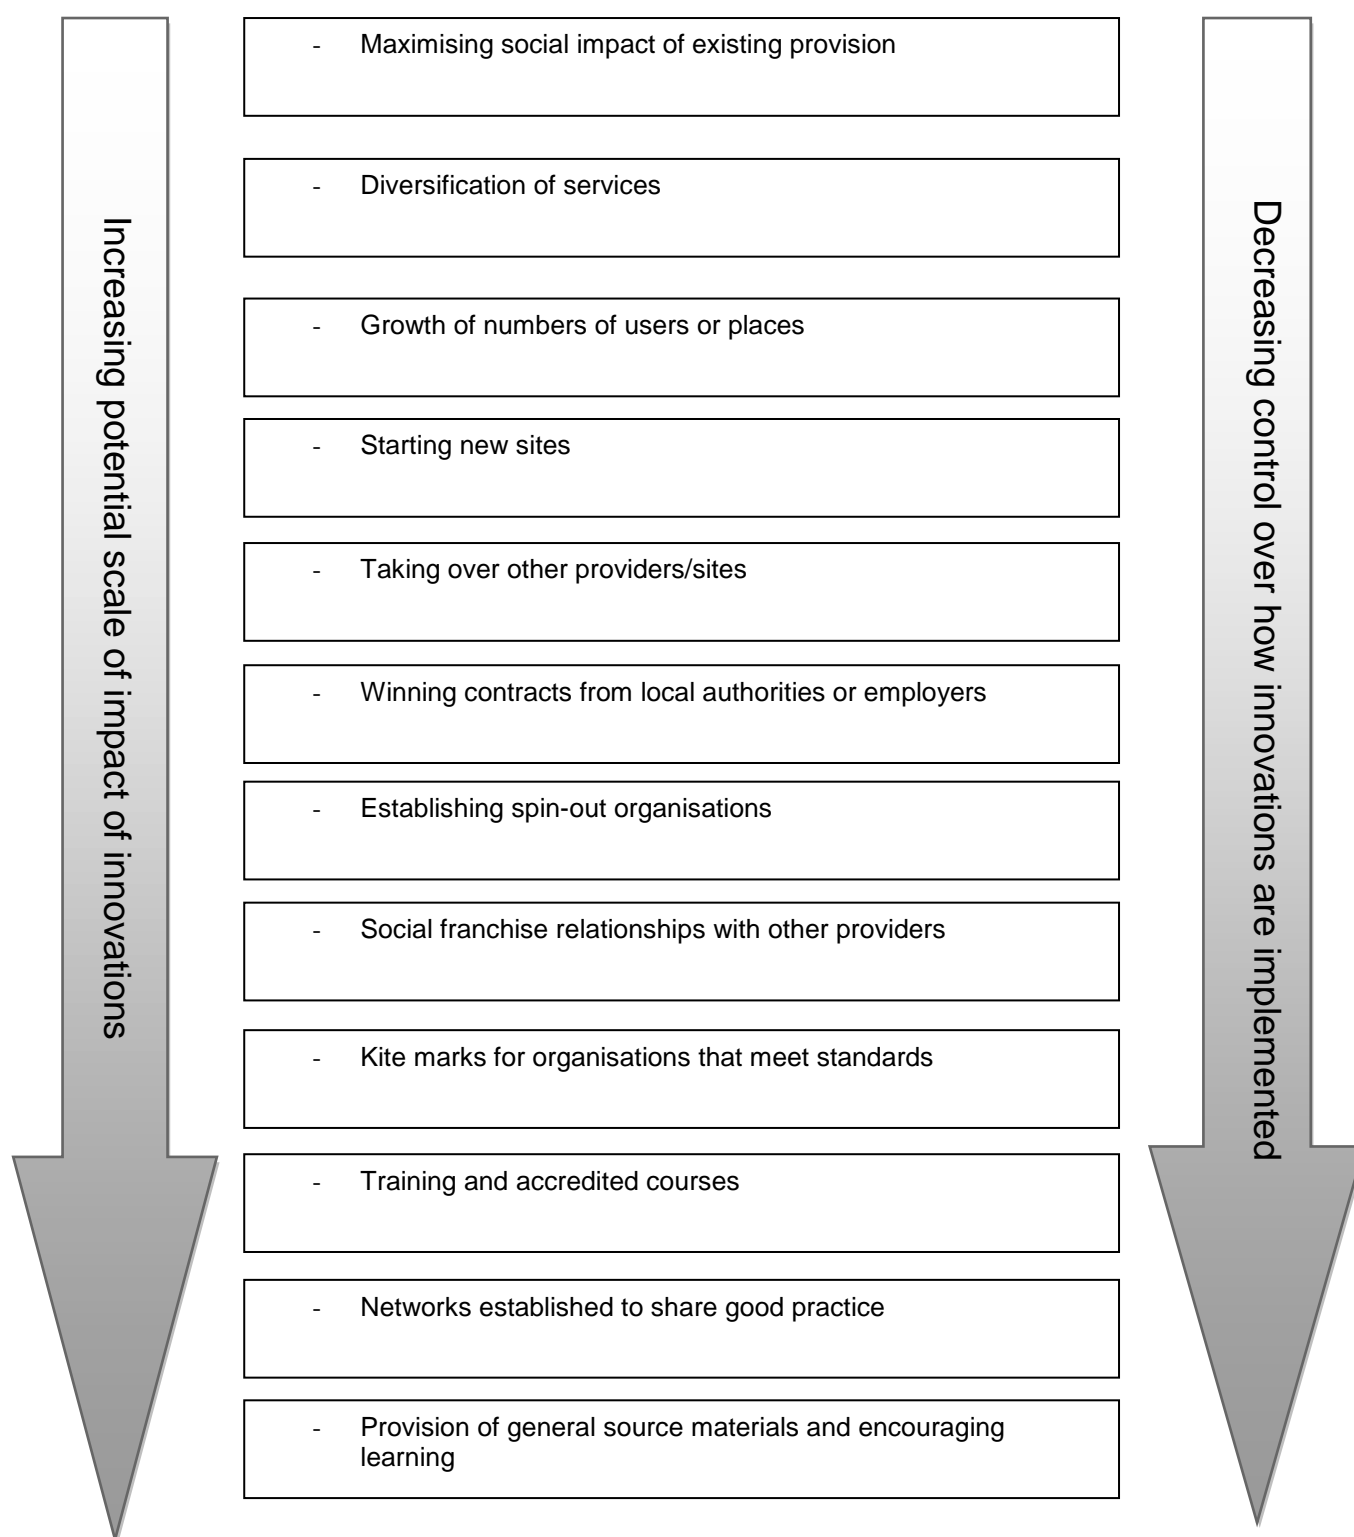 Increasing potential scale of impact of innovations
- Maximising social impact of existing provision
- Diversification of services
- Growth of numbers of users or places
- Starting new sites
- Taking over other providers/sites
- Winning contracts from local authorities or employers
- Establishing spin-out organisations
- Social franchise relationships with other providers
- Kite marks for organisations that meet standards
- Training and accredited courses
- Networks established to share good practice
- Provision of general source materials and encouraging
learning
Decreasing control over how innovations are implemented